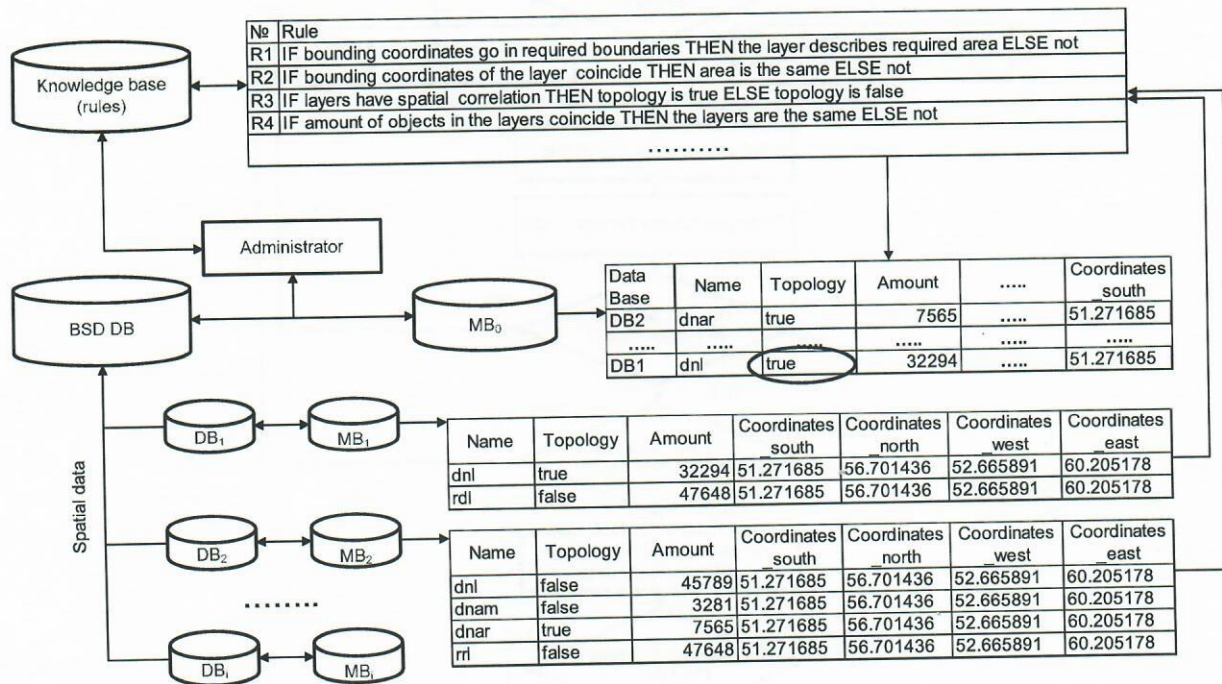 № Rule
R1 IF bounding coordinates go in required boundaries THEN the layer describes required area ELSE not
R2 IF bounding coordinates of the layer coincide THEN area is the same ELSE not
R3 IF layers have spatial correlation THEN topology is true ELSE topology is false
R4 IF amount of objects in the layers coincide THEN the layers are the same ELSE not
..........
Knowledge base
(rules)
Administrator
BSD DB
MB0
Data Base Name Topology Amount ..... Coordinates _south
DB2 dnar true 7565 ..... 51.271685
..... ..... ..... ..... ..... .....
DB1 dnl true 32294 ..... 51.271685
Spatial data
DB1
MB1
Name Topology Amount Coordinates _south Coordinates _north Coordinates _west Coordinates _east
dnl true 32294 51.271685 56.701436 52.665891 60.205178
rdl false 47648 51.271685 56.701436 52.665891 60.205178
DB2
MB2
Name Topology Amount Coordinates _south Coordinates _north Coordinates _west Coordinates _east
dnl false 45789 51.271685 56.701436 52.665891 60.205178
dnam false 3281 51.271685 56.701436 52.665891 60.205178
dnar true 7565 51.271685 56.701436 52.665891 60.205178
rrl false 47648 51.271685 56.701436 52.665891 60.205178
........
DBi
MBi